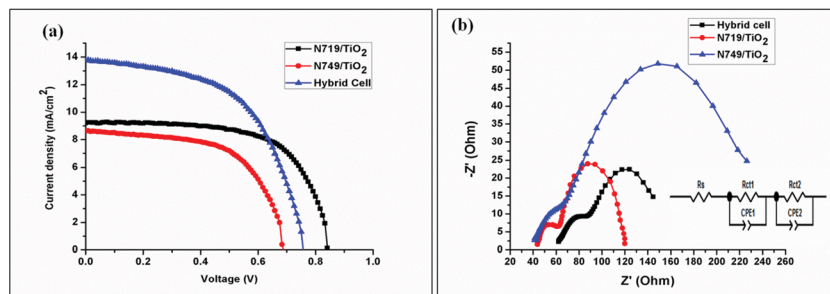 (a)
N719/TiO2
N749/TiO2
Hybrid Cell
Current density (mA/cm2)
14
12
10
8
6
4
2
0
0.0 0.2 0.4 0.6 0.8 1.0
Voltage (V)
(b)
Hybrid cell
N719/TiO2
N749/TiO2
-Z' (Ohm)
55
50
45
40
35
30
25
20
15
10
5
0
20 40 60 80 100 120 140 160 180 200 220 240 260
Z' (Ohm)
Rs Rct1 Rct2
CPE1 CPE2